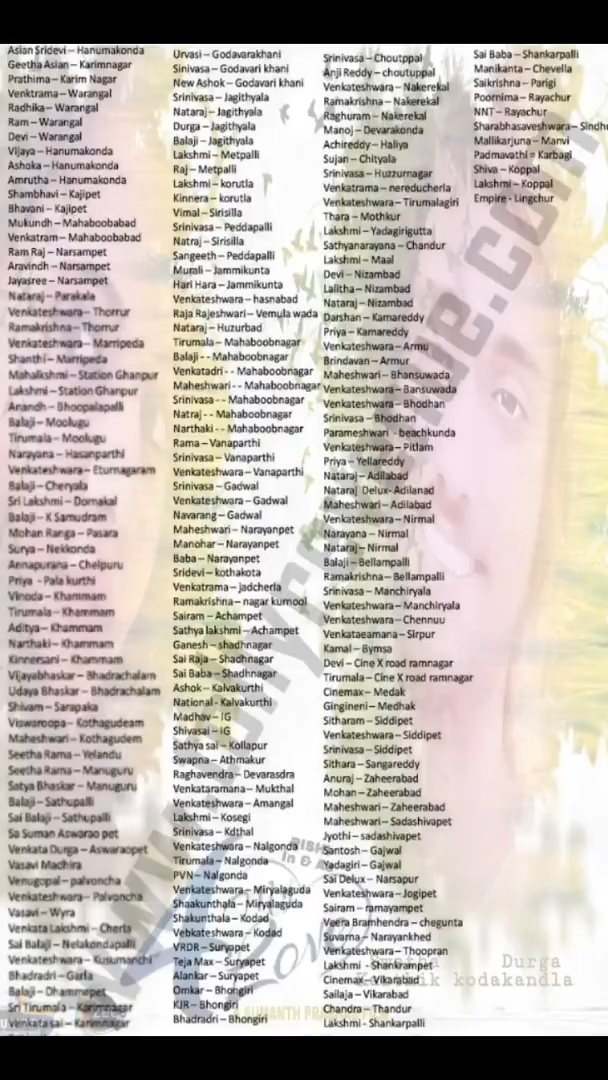 Asian Sridevi – Hanumakonda
Geetha Asian – Karimnagar
Prathima – Karim Nagar
Venktrama – Warangal
Radhika – Warangal
Ram – Warangal
Devi – Warangal
Vijaya – Hanumakonda
Ashoka – Hanumakonda
Amrutha – Hanumakonda
Shambhavi – Kajipet
Bhavani – Kajipet
Mukundh – Mahaboobabad
Venkatram – Mahaboobabad
Ram Raj – Narsampet
Aravindh – Narsampet
Jayasree – Narsampet
Nataraj – Parakala
Venkateshwara – Thorrur
Ramakrishna – Thorrur
Venkateshwara – Marripeda
Shanthi – Marripeda
Mahalkshmi – Station Ghanpur
Lakshmi – Station Ghanpur
Anandh – Bhoopalapalli
Balaji – Moolugu
Tirumala – Moolugu
Narayana – Hasanparthi
Venkateshwara – Eturnagaram
Balaji – Cheryala
Sri Lakshmi – Dornakal
Balaji – K Samudram
Mohan Ranga – Pasara
Surya – Nekkonda
Annapurana – Chelpuru
Priya - Pala kurthi
Vinoda – Khammam
Tirumala – Khammam
Aditya – Khammam
Narthaki – Khammam
Kinnersani – Khammam
Vijayabhaskar – Bhadrachalam
Udaya Bhaskar – Bhadrachalam
Shivam – Sarapaka
Viswaroopa – Kothagudeam
Maheshwari – Kothagudem
Seetha Rama – Yelandu
Seetha Rama – Manuguru
Satya Bhaskar – Manuguru
Balaji – Sathupalli
Sai Balaji – Sathupalli
Sa Suman Aswarao pet
Venkata Durga – Aswaraopet
Vasavi Madhira
Venugopal – palvoncha
Venkateshwara – Palvoncha
Vasavi – Wyra
Venkata Lakshmi – Cherla
Sai Balaji – Nelakondapalli
Venkateshwara – Kusumanchi
Bhadradri – Garla
Balaji – Dhammapet
Sri Tirumala – Karimnagar
Venkata sai – Karimnagar
Urvasi – Godavarakhani
Sinivasa – Godavari khani
New Ashok – Godavari khani
Srinivasa – Jagithyala
Nataraj – Jagithyala
Durga – Jagithyala
Balaji – Jagithyala
Lakshmi – Metpalli
Raj – Metpalli
Lakshmi – korutla
Kinnera – korutla
Vimal – Sirisilla
Srinivasa – Peddapalli
Natraj – Sirisilla
Sangeeth – Peddapalli
Murali – Jammikunta
Hari Hara – Jammikunta
Venkateshwara – hasnabad
Raja Rajeshwari – Vemula wada
Nataraj – Huzurbad
Tirumala – Mahaboobnagar
Balaji - - Mahaboobnagar
Venkatadri - - Mahaboobnagar
Maheshwari - - Mahaboobnagar
Srinivasa - - Mahaboobnagar
Natraj - - Mahaboobnagar
Narthaki - - Mahaboobnagar
Rama – Vanaparthi
Srinivasa – Vanaparthi
Venkateshwara – Vanaparthi
Srinivasa – Gadwal
Venkateshwara – Gadwal
Navarang – Gadwal
Maheshwari – Narayanpet
Manohar – Narayanpet
Baba – Narayanpet
Sridevi – kothakota
Venkatrama – jadcherla
Ramakrishna – nagar kurnool
Sairam – Achampet
Sathya lakshmi – Achampet
Ganesh – shadnagar
Sai Raja – Shadnagar
Sai Baba – Shadhnagar
Ashok – Kalvakurthi
National - Kalvakurthi
Madhav – IG
Shivasai – IG
Sathya sai – Kollapur
Swapna – Athmakur
Raghavendra – Devarasdra
Venkataramana – Mukthal
Venkateshwara – Amangal
Lakshmi – Kosegi
Srinivasa – Kdthal
Venkateshwara – Nalgonda
Tirumala – Nalgonda
PVN – Nalgonda
Venkateshwara – Miryalaguda
Shaakunthala – Miryalaguda
Shakunthala – Kodad
Vebkateshwara – Kodad
VRDR – Suryapet
Teja Max – Suryapet
Alankar – Suryapet
Omkar – Bhongiri
KJR – Bhongiri
Bhadradri – Bhongiri
Srinivasa – Choutppal
Anji Reddy – choutuppal
Venkateshwara – Nakerekal
Ramakrishna – Nakerekal
Raghuram – Nakerekal
Manoj – Devarakonda
Achireddy – Haliya
Sujan – Chityala
Srinivasa – Huzzurnagar
Venkatrama – nereducherla
Venkateshwara – Tirumalagiri
Thara – Mothkur
Lakshmi – Yadagirigutta
Sathyanarayana – Chandur
Lakshmi – Maal
Devi – Nizambad
Lalitha – Nizambad
Nataraj – Nizambad
Darshan – Kamareddy
Priya – Kamareddy
Venkateshwara – Armu
Brindavan – Armur
Maheshwari – Bhansuwada
Venkateshwara – Bansuwada
Venkateshwara – Bhodhan
Srinivasa – Bhodhan
Parameshwari - beachkunda
Venkateshwara – Pitlam
Priya – Yellareddy
Nataraj – Adilabad
Nataraj Delux- Adilanad
Maheshwari – Adilabad
Venkateshwara – Nirmal
Narayana – Nirmal
Nataraj – Nirmal
Balaji – Bellampalli
Ramakrishna – Bellampalli
Srinivasa – Manchiryala
Venkateshwara – Manchiryala
Venkateshwara – Chennuu
Venkataeamana – Sirpur
Kamal – Bymsa
Devi – Cine X road ramnagar
Tirumala – Cine X road ramnagar
Cinemax – Medak
Gingineni – Medhak
Sitharam – Siddipet
Venkateshwara – Siddipet
Srinivasa – Siddipet
Sithara – Sangareddy
Anuraj – Zaheerabad
Mohan – Zaheerabad
Maheshwari – Zaheerabad
Maheshwari – Sadashivapet
Jyothi – sadashivapet
Santosh – Gajwal
Yadagiri – Gajwal
Sai Delux – Narsapur
Venkateshwara – Jogipet
Sairam – ramayampet
Veera Bramhendra – chegunta
Suvarna – Narayankhed
Venkateshwara – Thoopran
Lakshmi – Shankrampet
Cinemax – Vikarabad
Sailaja – Vikarabad
Chandra – Thandur
Lakshmi - Shankarpalli
Sai Baba – Shankarpalli
Manikanta – Chevella
Saikrishna – Parigi
Poornima – Rayachur
NNT – Rayachur
Sharabhasaveshwara – Sindh
Mallikarjuna – Manvi
Padmavathi – Karbagi
Shiva – Koppal
Lakshmi – Koppal
Empire - Lingchur
Durga
kodakandla